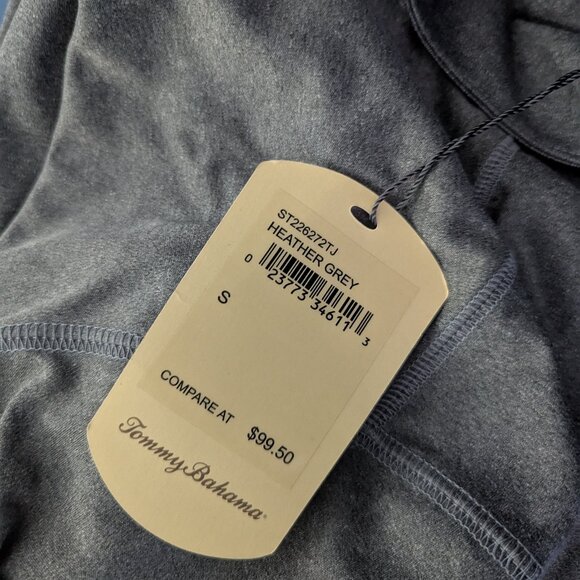 ST226272TJ
HEATHER GREY
0 23773 34611 3
S
COMPARE AT $99.50
Tommy Bahama®